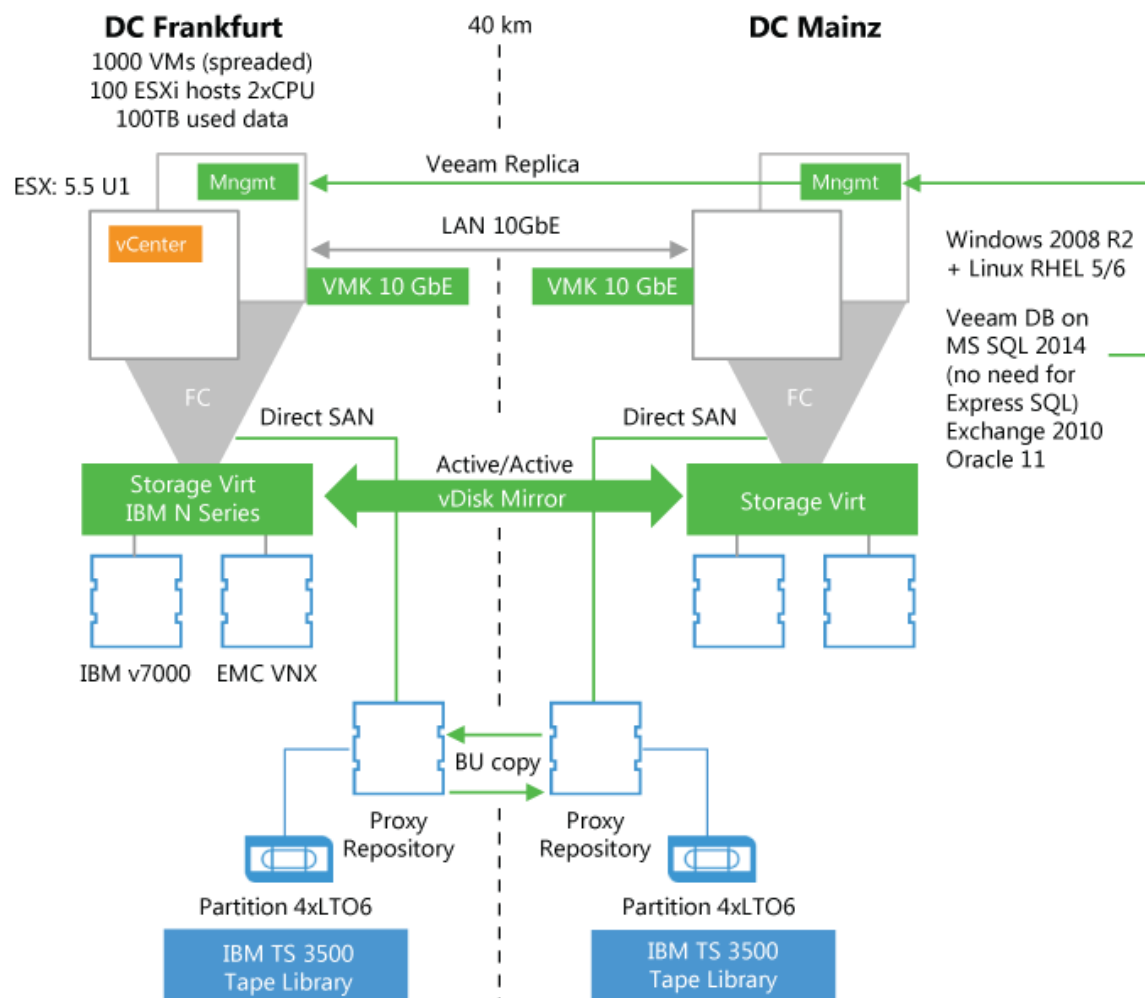 DC Frankfurt
40 km
DC Mainz
1000 VMs (spreaded)
100 ESXi hosts 2xCPU
100TB used data
ESX: 5.5 U1
Mngmt
Veeam Replica
Mngmt
vCenter
LAN 10GbE
VMK 10 GbE
VMK 10 GbE
Windows 2008 R2
+ Linux RHEL 5/6
Veeam DB on
MS SQL 2014
(no need for
Express SQL)
Exchange 2010
Oracle 11
FC
FC
Direct SAN
Direct SAN
Active/Active
vDisk Mirror
Storage Virt
IBM N Series
Storage Virt
IBM v7000
EMC VNX
BU copy
Proxy
Repository
Proxy
Repository
Partition 4xLTO6
Partition 4xLTO6
IBM TS 3500
Tape Library
IBM TS 3500
Tape Library